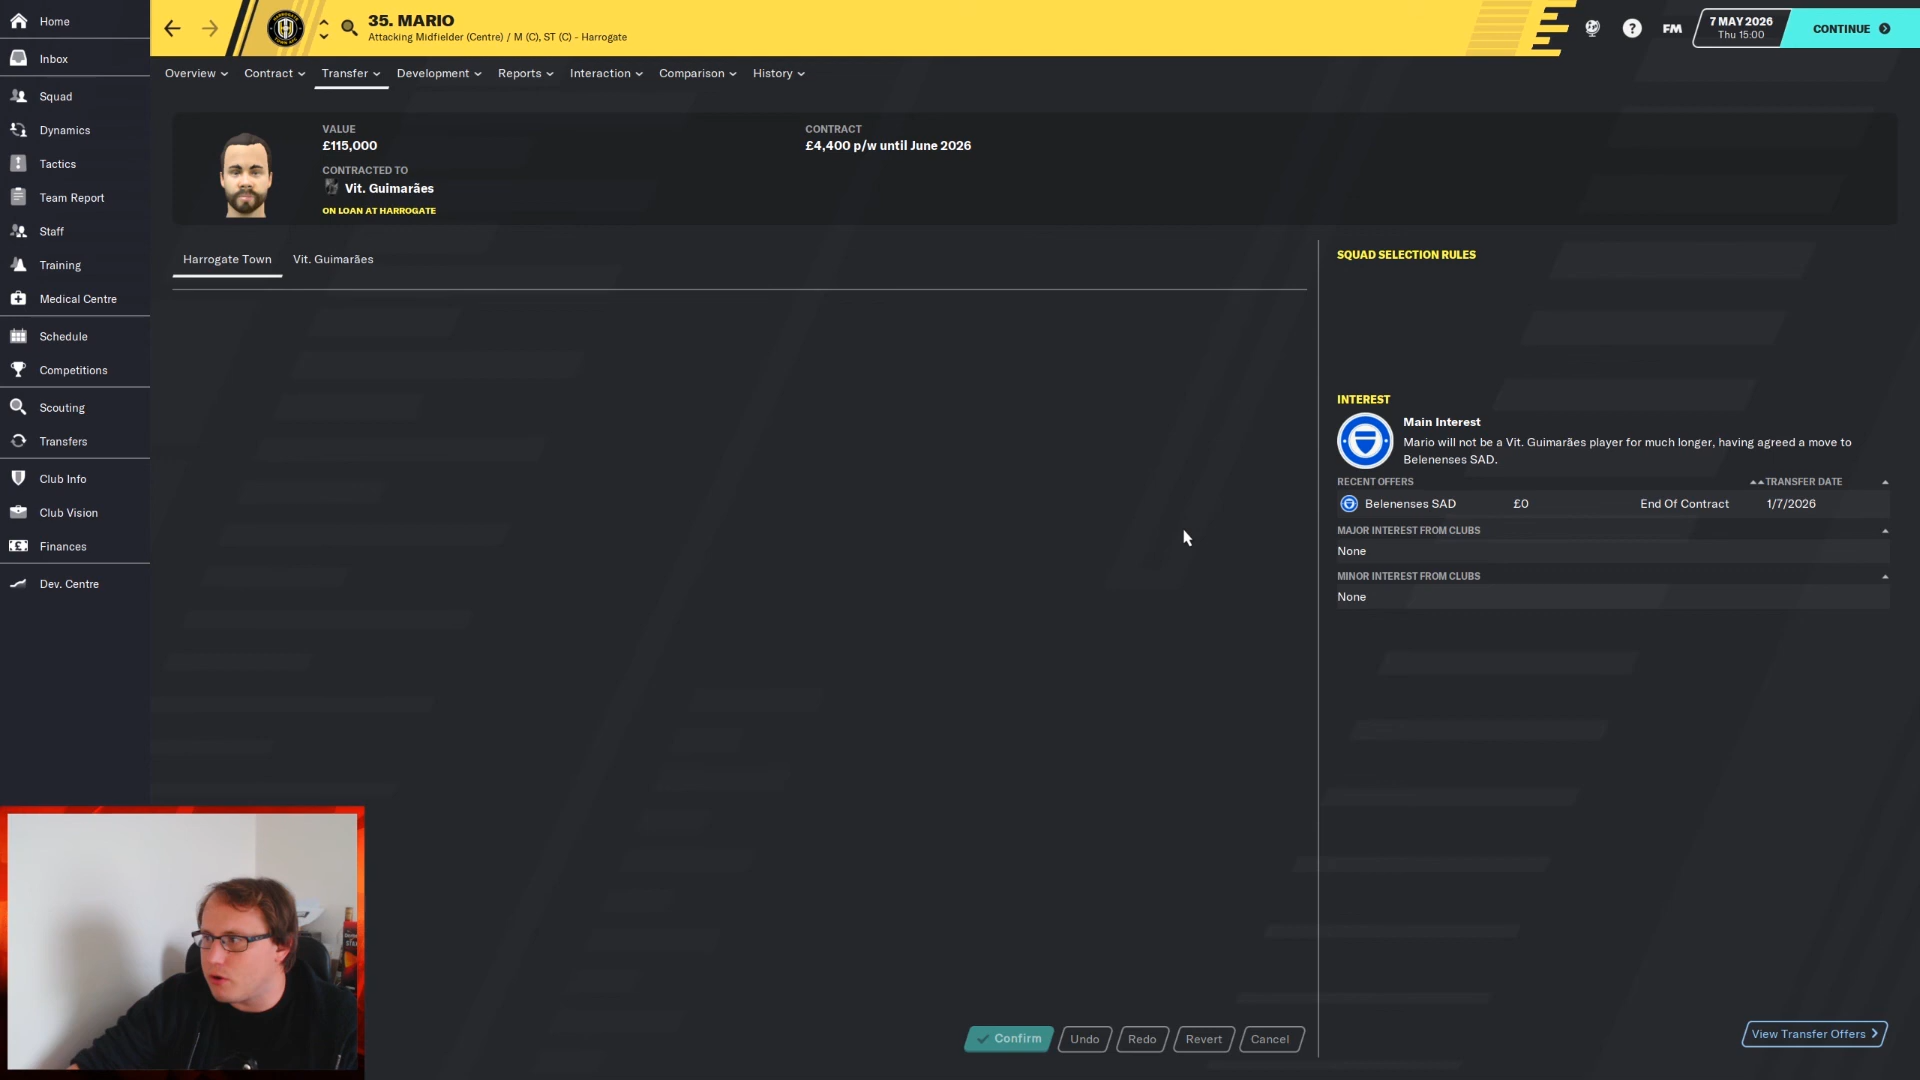 Home
Inbox
Squad
Dynamics
Tactics
Team Report
Staff
Training
Medical Centre
Schedule
Competitions
Scouting
Transfers
Club Info
Club Vision
Finances
Dev. Centre
35. MARIO
Attacking Midfielder (Centre) / M (C), ST (C) - Harrogate
?
FM
7 MAY 2026
Thu 15:00
CONTINUE
Overview
Contract
Transfer
Development
Reports
Interaction
Comparison
History
VALUE
£115,000
CONTRACTED TO
Vit. Guimarães
ON LOAN AT HARROGATE
CONTRACT
£4,400 p/w until June 2026
Harrogate Town
Vit. Guimarães
SQUAD SELECTION RULES
INTEREST
Main Interest
Mario will not be a Vit. Guimarães player for much longer, having agreed a move to
Belenenses SAD.
RECENT OFFERS
TRANSFER DATE
Belenenses SAD £0 End Of Contract 1/7/2026
MAJOR INTEREST FROM CLUBS
None
MINOR INTEREST FROM CLUBS
None
Confirm
Undo
Redo
Revert
Cancel
View Transfer Offers